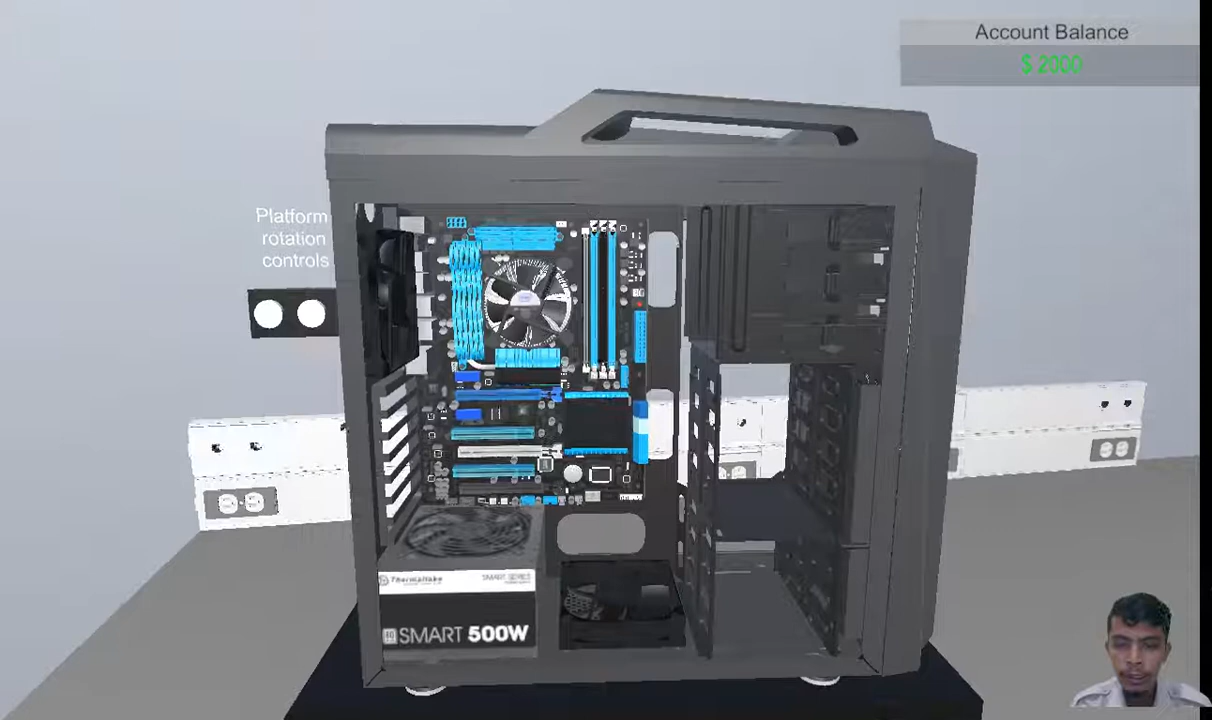 Account Balance
$ 2000
Platform
rotation
controls
Thermaltake
SMART SERIES
SMART 500W